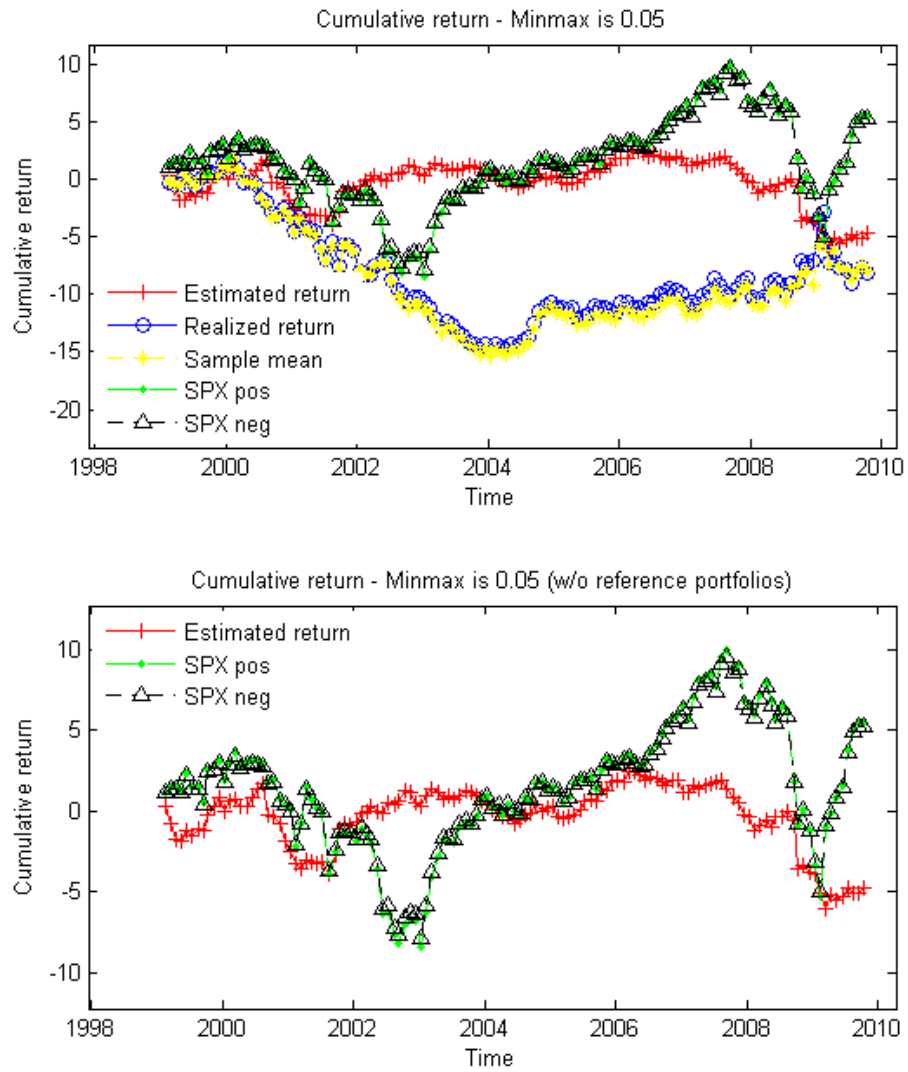 Cumulative return - Minmax is 0.05
10
5
0
-5
-10
-15
-20
Cumulative return
Estimated return
Realized return
Sample mean
SPX pos
SPX neg
1998 2000 2002 2004 2006 2008 2010
Time
Cumulative return - Minmax is 0.05 (w/o reference portfolios)
10
5
0
-5
-10
Cumulative return
Estimated return
SPX pos
SPX neg
1998 2000 2002 2004 2006 2008 2010
Time